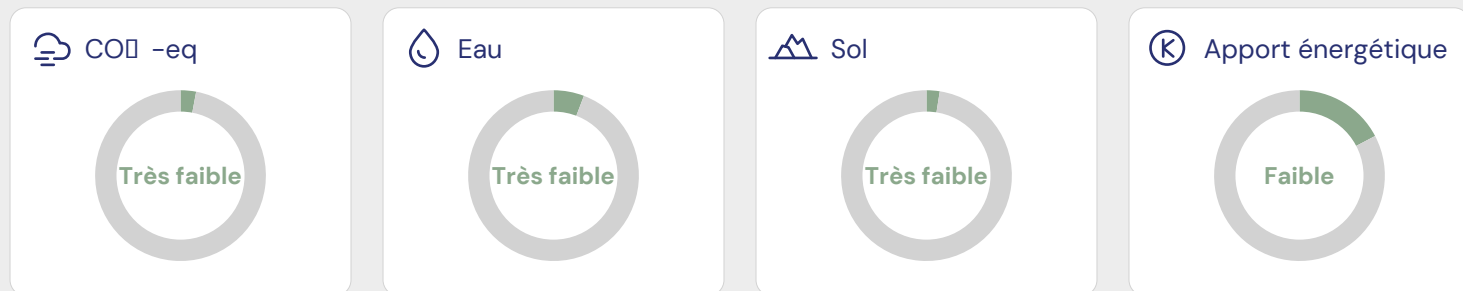 CO▯ -eq
Très faible
Eau
Très faible
Sol
Très faible
Apport énergétique
Faible